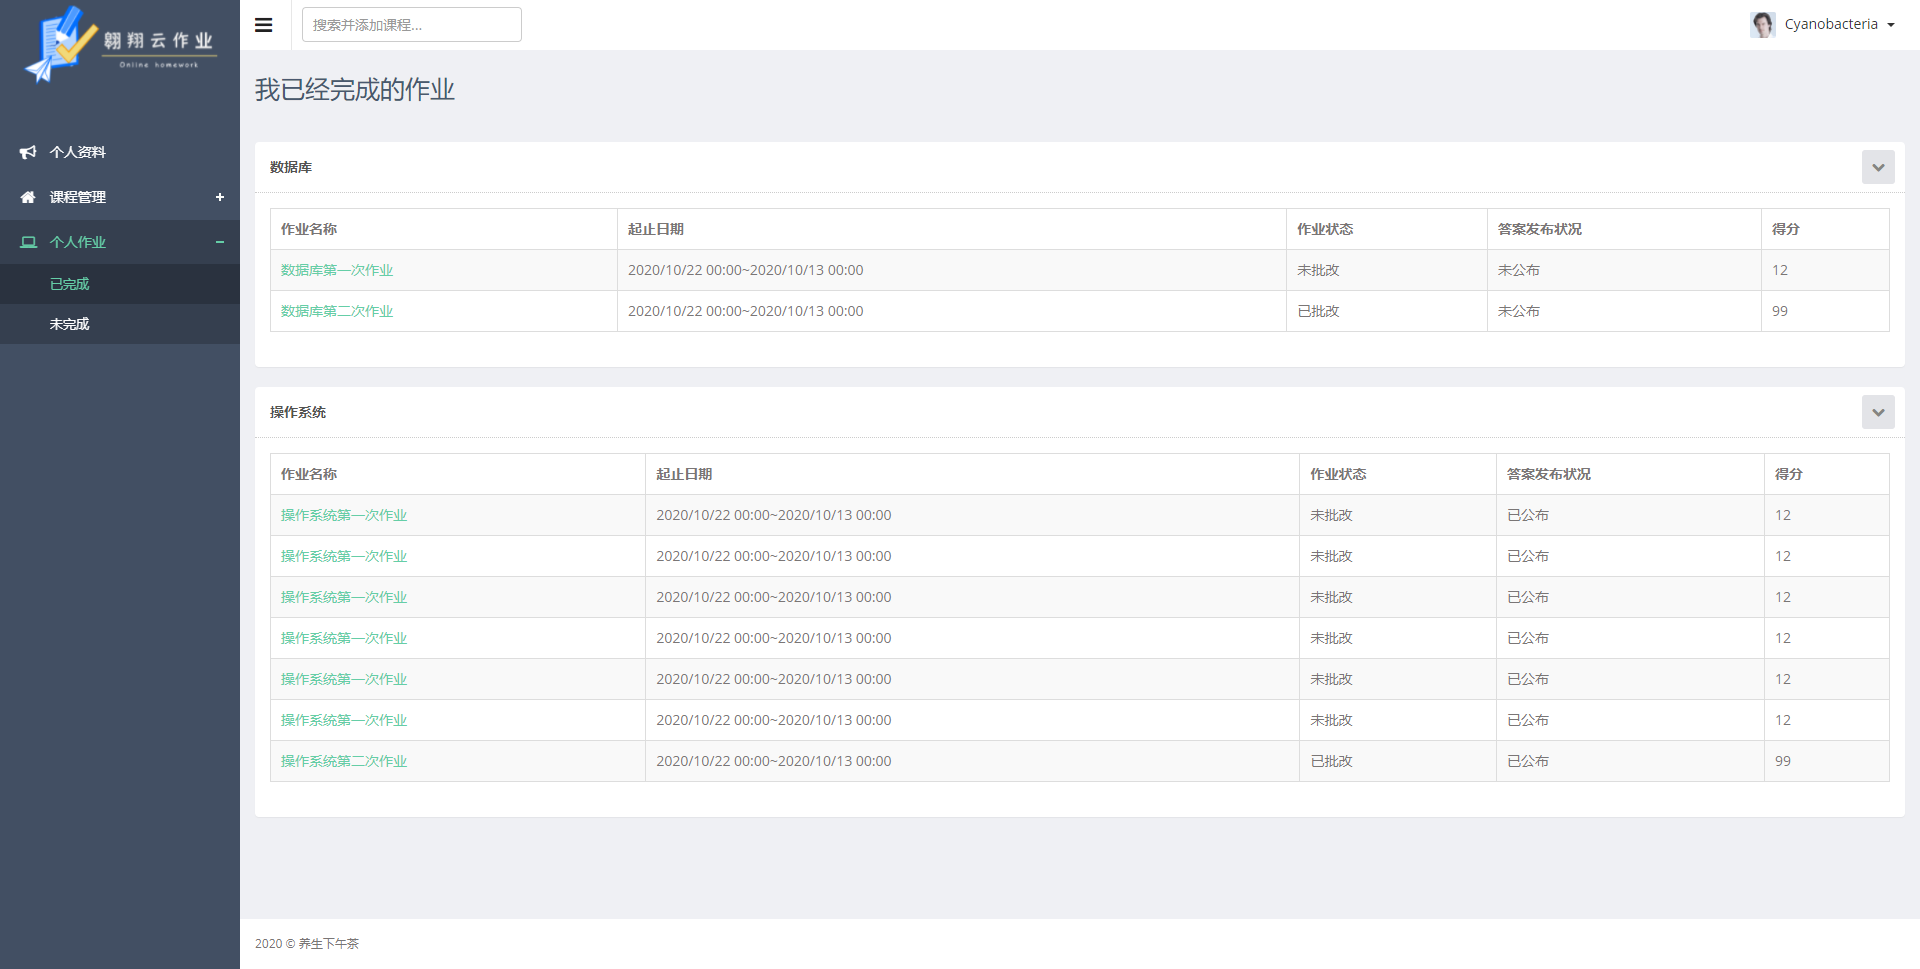 翱翔云作业
Online homework
搜索并添加课程...
Cyanobacteria
个人资料
课程管理
个人作业
已完成
未完成
我已经完成的作业
数据库
作业名称 起止日期 作业状态 答案发布状况 得分
数据库第一次作业 2020/10/22 00:00~2020/10/13 00:00 未批改 未公布 12
数据库第二次作业 2020/10/22 00:00~2020/10/13 00:00 已批改 未公布 99
操作系统
作业名称 起止日期 作业状态 答案发布状况 得分
操作系统第一次作业 2020/10/22 00:00~2020/10/13 00:00 未批改 已公布 12
操作系统第一次作业 2020/10/22 00:00~2020/10/13 00:00 未批改 已公布 12
操作系统第一次作业 2020/10/22 00:00~2020/10/13 00:00 未批改 已公布 12
操作系统第一次作业 2020/10/22 00:00~2020/10/13 00:00 未批改 已公布 12
操作系统第一次作业 2020/10/22 00:00~2020/10/13 00:00 未批改 已公布 12
操作系统第一次作业 2020/10/22 00:00~2020/10/13 00:00 未批改 已公布 12
操作系统第二次作业 2020/10/22 00:00~2020/10/13 00:00 已批改 已公布 99
2020 © 养生下午茶